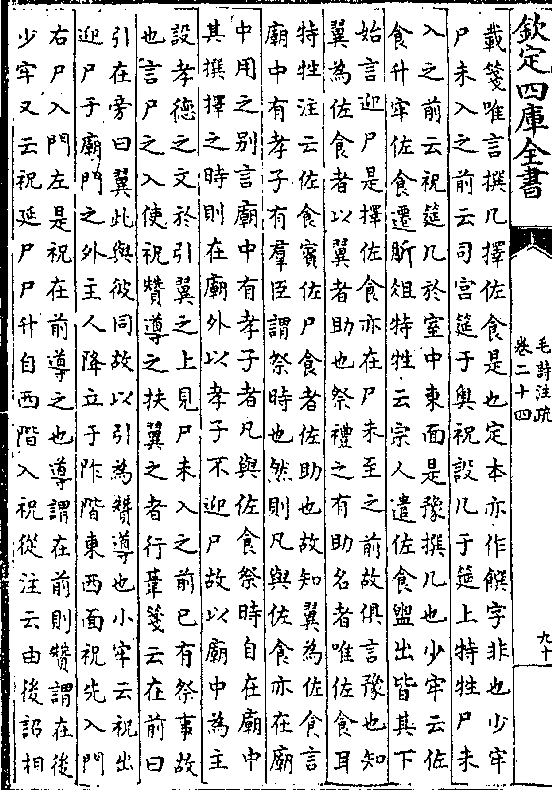 欽定四庫全書
毛詩注疏
卷二十四
九十
載箋唯言撰几擇佐食是也定本亦作饌字非也少牢
尸未入之前云司宮筵于奥祝設几于筵上特牲尸未
入之前云祝筵几於室中東面是豫撰几也少牢云佐
食升牢佐食遷肵俎特牲云宗人遣佐食盥出皆其下
始言迎尸是擇佐食亦在尸未至之前故俱言豫也知
翼為佐食者以翼者助也祭禮之有助名者唯佐食耳
特牲注云佐食賓佐尸食者佐助也故知翼為佐食言
廟中有孝子有羣臣謂祭時也然則凡與佐食亦在廟
中用之别言廟中有孝子者凡與佐食祭時自在廟中
其撰擇之時則在廟外以孝子不迎尸故以廟中為主
設孝德之文於引翼之上見尸未入之前已有祭事故
也言尸之入使祝贊導之扶翼之者行葦箋云在前曰
引在旁曰翼此與彼同故以引為贊導也小牢云祝出
迎尸于廟門之外主人降立于阼階東西面祝先入門
右尸入門左是祝在前導之也導謂在前則贊謂在後
少牢又云祝延尸尸升自西階入祝從注云由後詔相